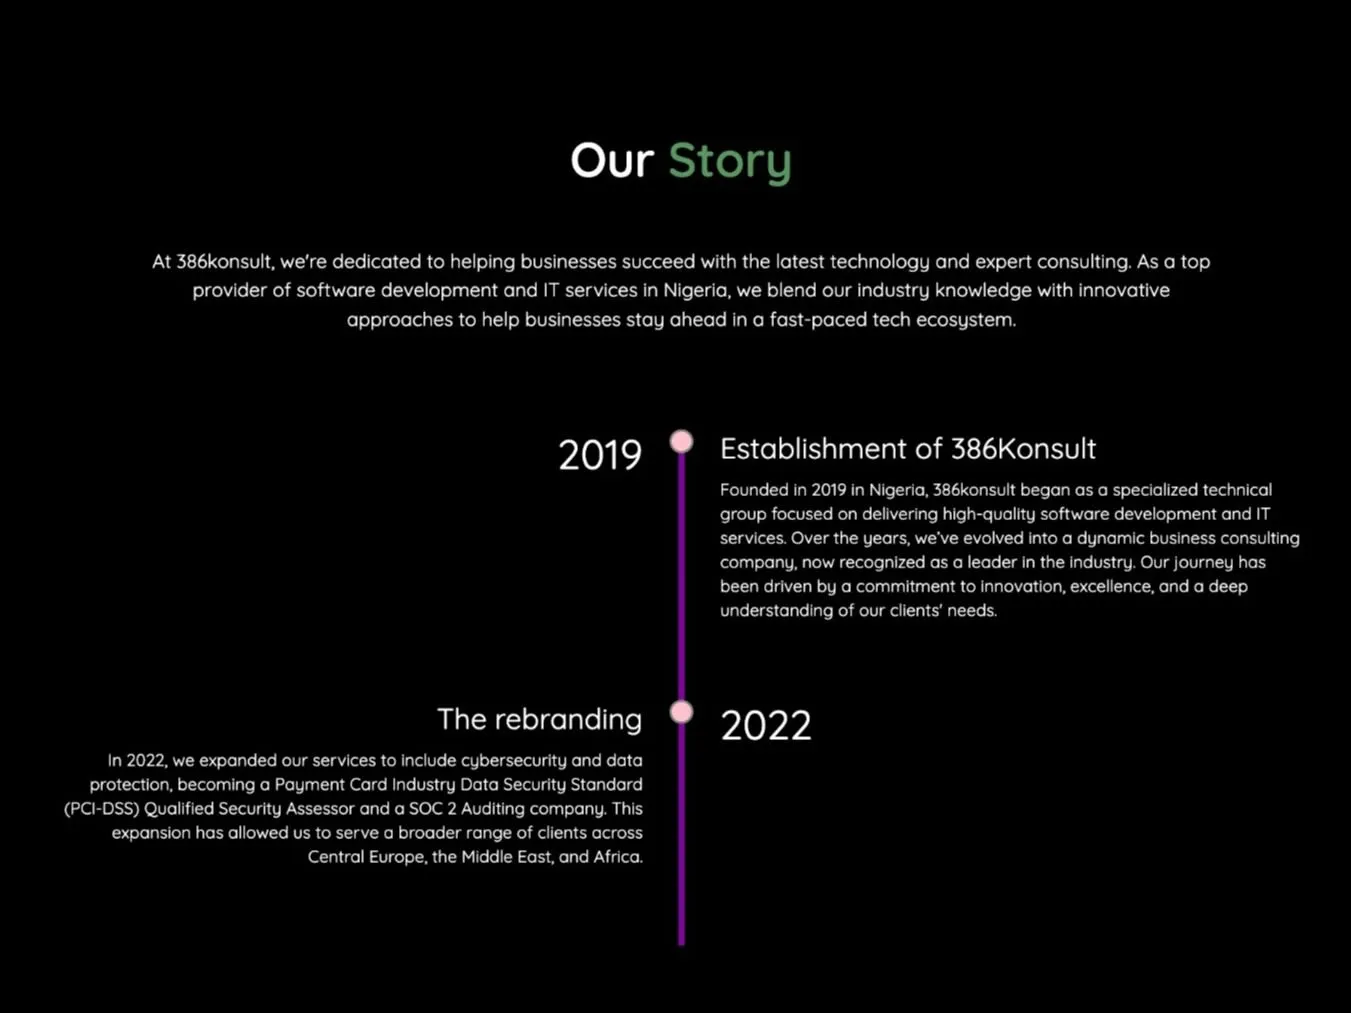 Our Story
At 386konsult, we're dedicated to helping businesses succeed with the latest technology and expert consulting. As a top
provider of software development and IT services in Nigeria, we blend our industry knowledge with innovative
approaches to help businesses stay ahead in a fast-paced tech ecosystem.
2019
Establishment of 386Konsult
Founded in 2019 in Nigeria, 386konsult began as a specialized technical
group focused on delivering high-quality software development and IT
services. Over the years, we've evolved into a dynamic business consulting
company, now recognized as a leader in the industry. Our journey has
been driven by a commitment to innovation, excellence, and a deep
understanding of our clients' needs.
The rebranding
2022
In 2022, we expanded our services to include cybersecurity and data
protection, becoming a Payment Card Industry Data Security Standard
(PCI-DSS) Qualified Security Assessor and a SOC 2 Auditing company. This
expansion has allowed us to serve a broader range of clients across
Central Europe, the Middle East, and Africa.